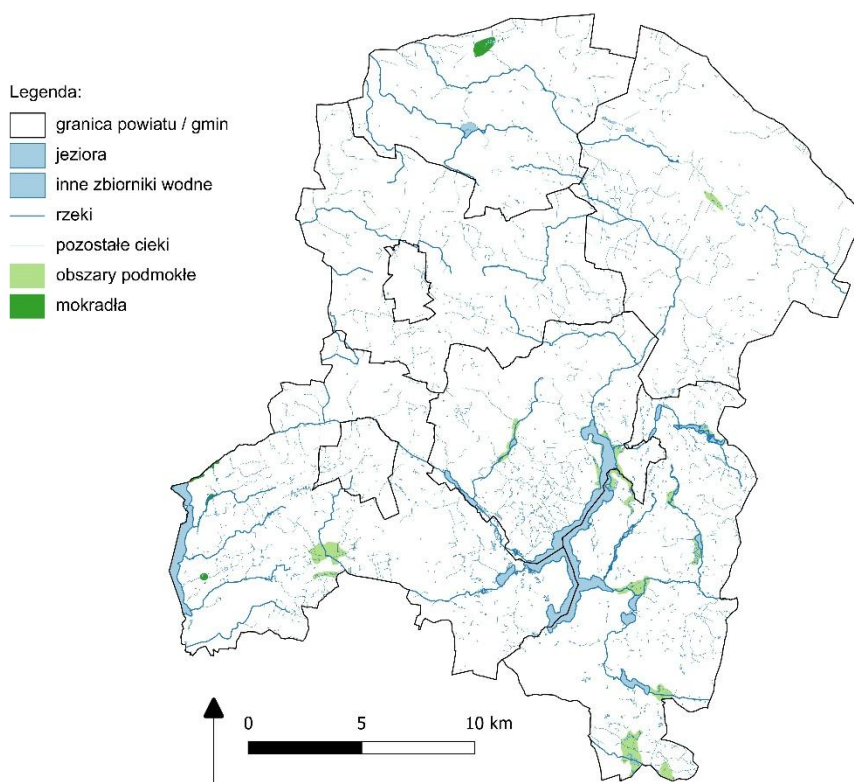 Legenda:
granica powiatu / gmin
jeziora
inne zbiorniki wodne
rzeki
pozostałe cieki
obszary podmokłe
mokradła
0 5 10 km